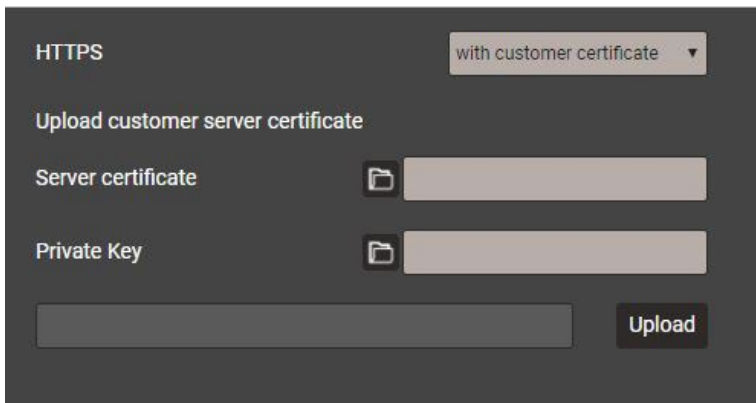 HTTPS with customer certificate
Upload customer server certificate
Server certificate
Private Key
Upload